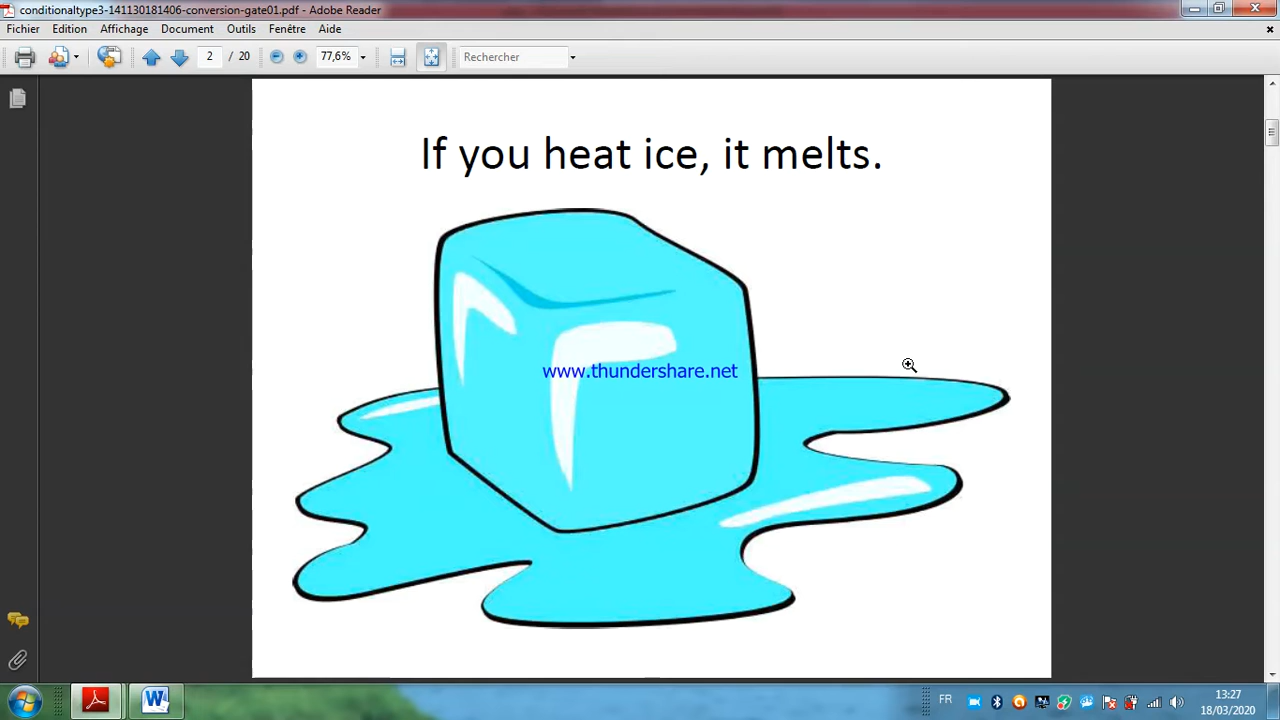 conditionaltype3-141130181406-conversion-gate01.pdf - Adobe Reader
Fichier Edition Affichage Document Outils Fenêtre Aide
2 / 20 77,6% Rechercher
If you heat ice, it melts.
www.thundershare.net
FR
13:27
18/03/2020